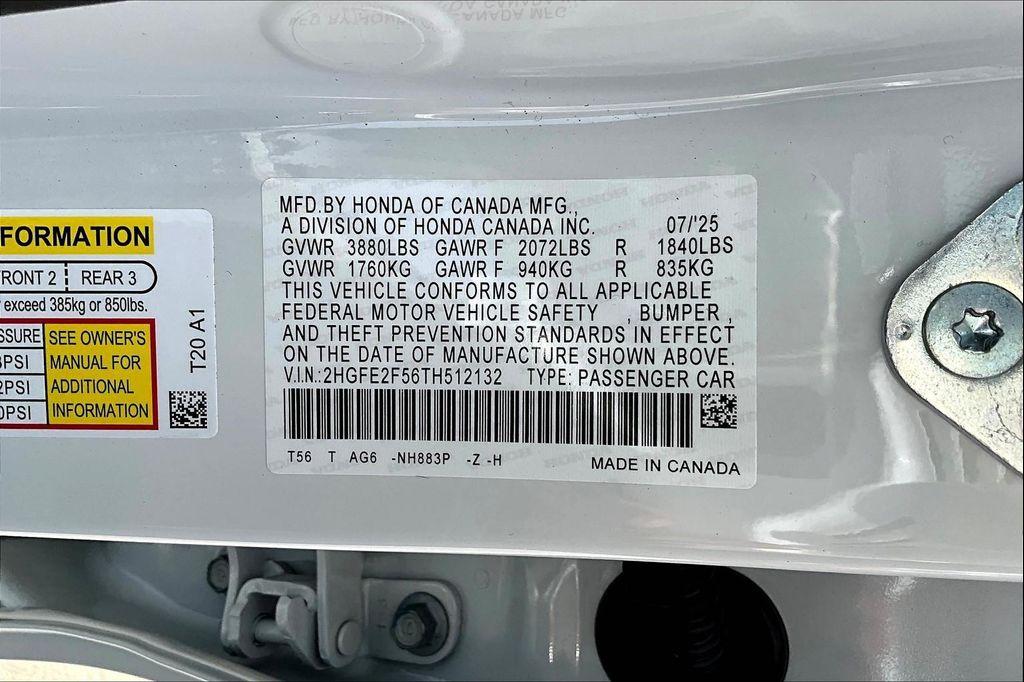 FORMATION
FRONT 2 REAR 3
exceed 385kg or 850lbs.
SEE OWNER'S
MANUAL FOR
ADDITIONAL
INFORMATION
T20 A1
MFD.BY HONDA OF CANADA MFG.,
A DIVISION OF HONDA CANADA INC. 07/'25
GVWR 3880LBS GAWR F 2072LBS R 1840LBS
GVWR 1760KG GAWR F 940KG R 835KG
THIS VEHICLE CONFORMS TO ALL APPLICABLE
FEDERAL MOTOR VEHICLE SAFETY , BUMPER ,
AND THEFT PREVENTION STANDARDS IN EFFECT
ON THE DATE OF MANUFACTURE SHOWN ABOVE.
V.I.N.:2HGFE2F56TH512132 TYPE: PASSENGER CAR
T56 T AG6 -NH883P -Z -H
MADE IN CANADA